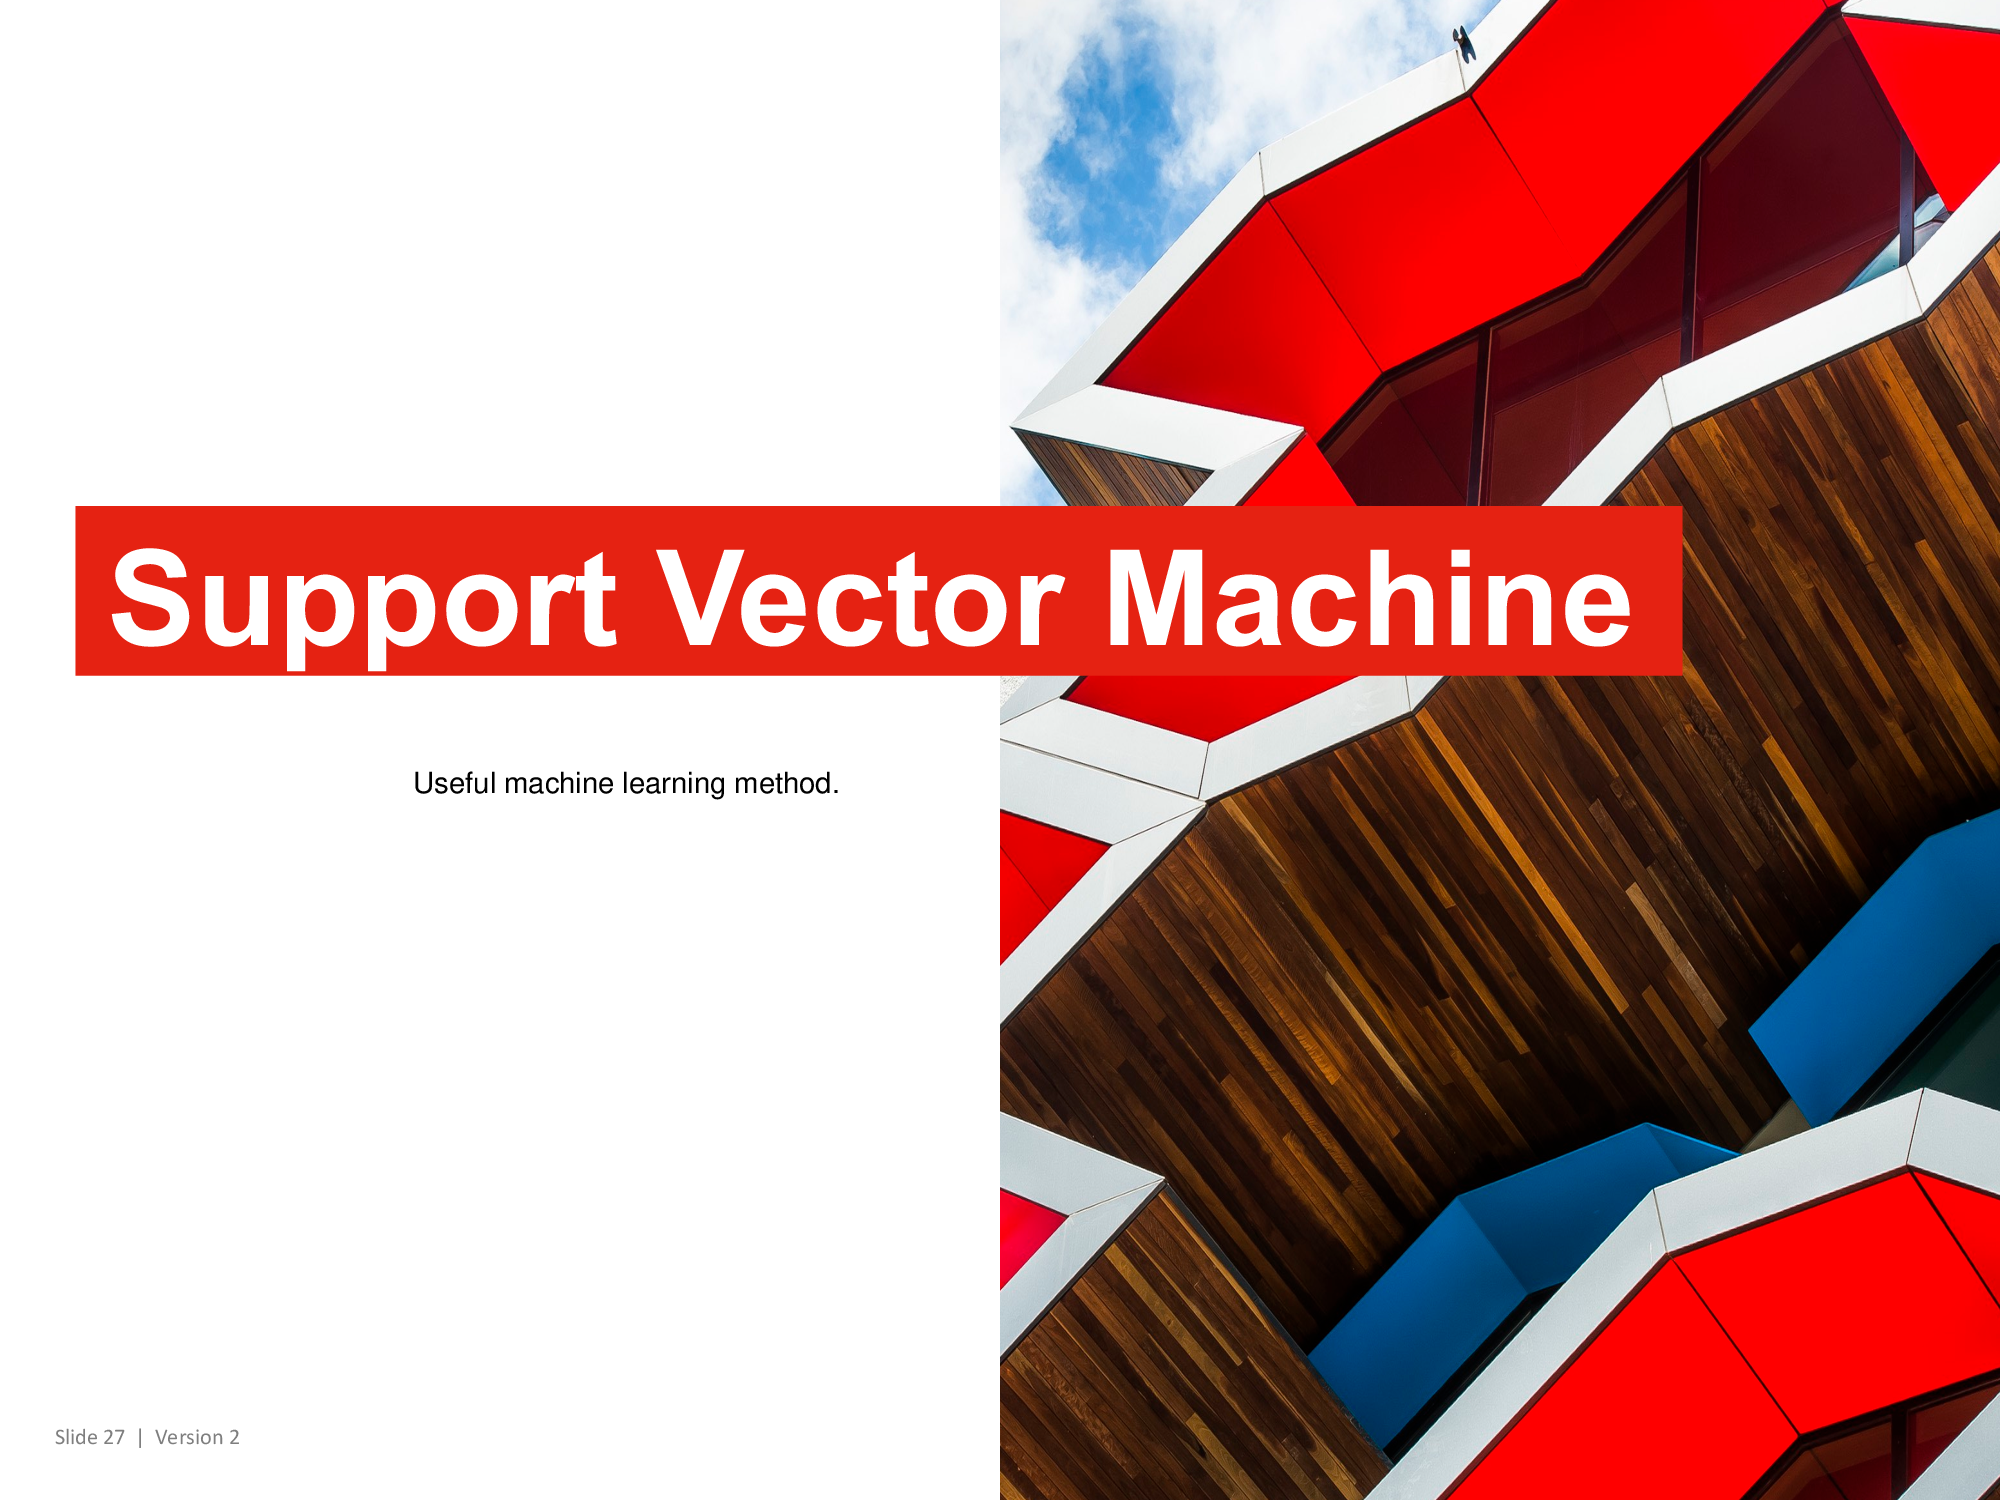 Support Vector Machine
Useful machine learning method.
Slide 27 | Version 2